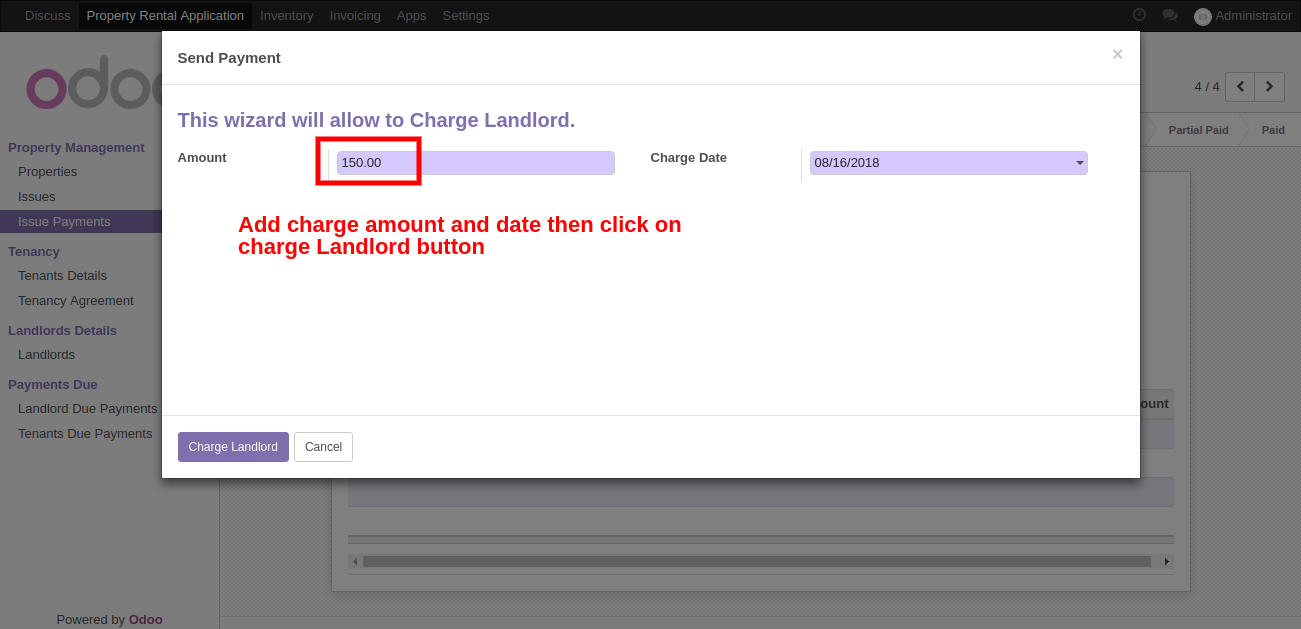 Discuss Property Rental Application Inventory Invoicing Apps Settings Administrator
odoo
Send Payment ×
4 / 4
This wizard will allow to Charge Landlord.
Partial Paid Paid
Property Management
Amount 150.00 Charge Date 08/16/2018
Properties
Issues
Issue Payments
Add charge amount and date then click on
charge Landlord button
Tenancy
Tenants Details
Tenancy Agreement
Landlords Details
Landlords
Payments Due
Landlord Due Payments
ount
Tenants Due Payments
Charge Landlord Cancel
Powered by Odoo